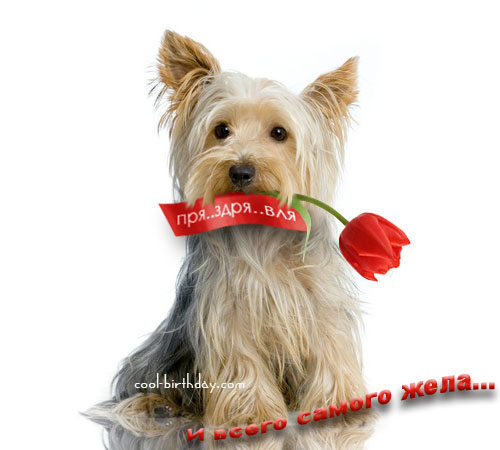 пря..здря..вля
cool-birthday.com
и всего самого жела...